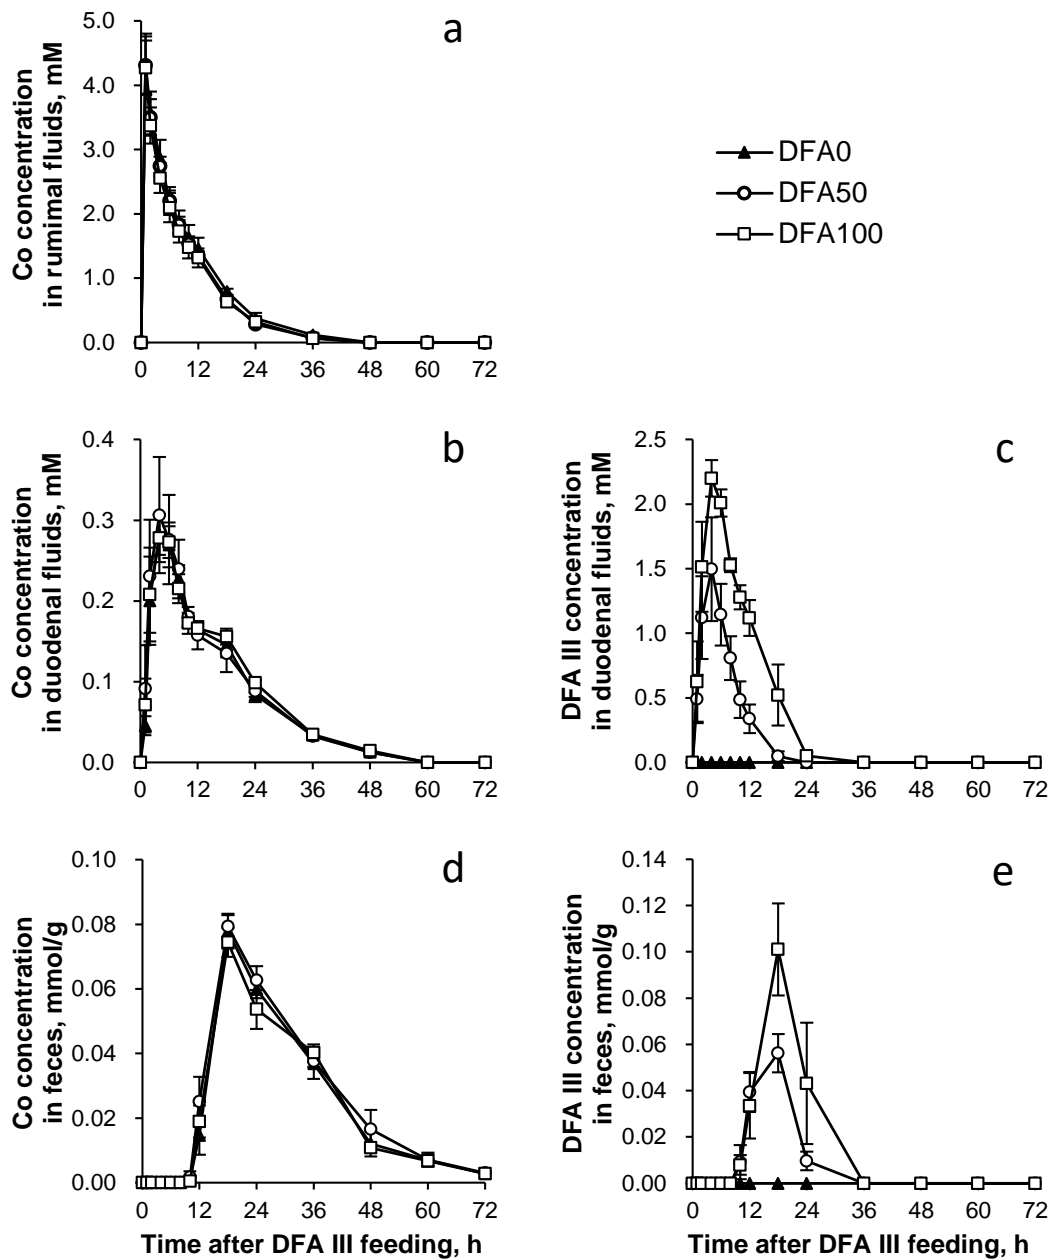 a
Co concentration
in rumimal fluids, mM
5.0
4.0
3.0
2.0
1.0
0.0
0 12 24 36 48 60 72
DFA0
DFA50
DFA100
b
Co concentration
in duodenal fluids, mM
0.4
0.3
0.2
0.1
0.0
0 12 24 36 48 60 72
c
DFA III concentration
in duodenal fluids, mM
2.5
2.0
1.5
1.0
0.5
0.0
0 12 24 36 48 60 72
d
Co concentration
in feces, mmol/g
0.10
0.08
0.06
0.04
0.02
0.00
0 12 24 36 48 60 72
Time after DFA III feeding, h
e
DFA III concentration
in feces, mmol/g
0.14
0.12
0.10
0.08
0.06
0.04
0.02
0.00
0 12 24 36 48 60 72
Time after DFA III feeding, h